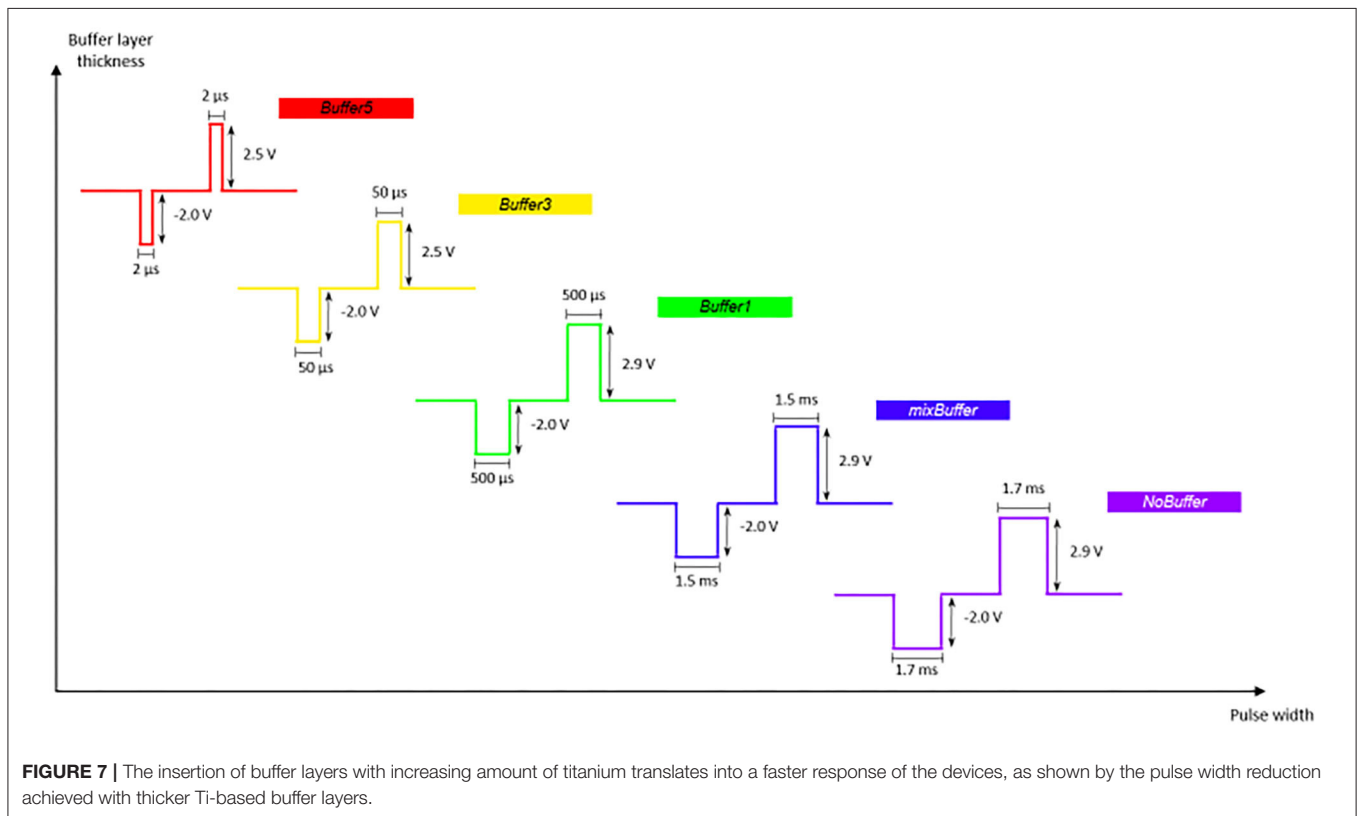 Buffer layer
thickness
2 µs
Buffer5
2.5 V
-2.0 V
2 µs
50 µs
Buffer3
2.5 V
-2.0 V
50 µs
500 µs
Buffer1
2.9 V
-2.0 V
500 µs
1.5 ms
mixBuffer
2.9 V
-2.0 V
1.5 ms
1.7 ms
NoBuffer
2.9 V
-2.0 V
1.7 ms
Pulse width
FIGURE 7 | The insertion of buffer layers with increasing amount of titanium translates into a faster response of the devices, as shown by the pulse width reduction
achieved with thicker Ti-based buffer layers.